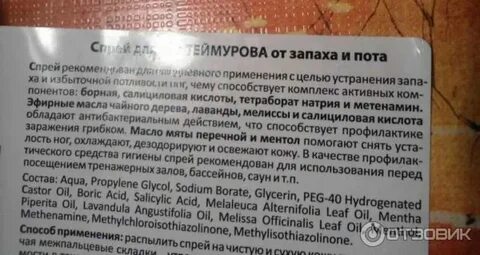 Спрей для ТЕЙМУРОВА от запаха и пота
Спрей рекомендован для дневного применения с целью устранения запа-
ха и избыточной потливости ног, чему способствует комплекс активных ком-
понентов: борная, салициловая кислоты, тетраборат натрия и метенамин.
Эфирные масла чайного дерева, лаванды, мелиссы и салициловая кислота
обладают антибактериальным действием, что способствует профилактике
заражения грибком. Масло мяты перечной и ментол помогают снять уста-
лость ног, охлаждают, дезодорируют и освежают кожу. В качестве профилак-
тического средства гигиены спрей рекомендован для использования перед
посещением тренажерных залов, бассейнов, саун и т.п.
Состав: Aqua, Propylene Glycol, Sodium Borate, Glycerin, PEG-40 Hydrogenated
Castor Oil, Boric Acid, Salicylic Acid, Melaleuca Alternifolia Leaf Oil, Mentha
Piperita Oil, Lavandula Angustifolia Oil, Melissa Officinalis Leaf Oil, Menthol,
Methenamine, Methylchloroisothiazolinone, Methylisothiazolinone.
Способ применения: распылить спрей на чистую и сухую
чая межпальцевые складки
ОТЗОВИК